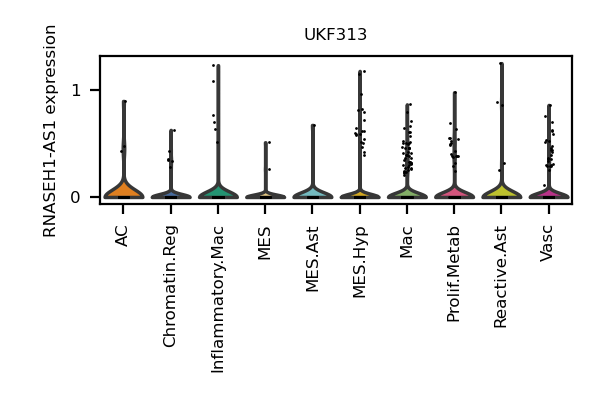 UKF313
RNASEH1-AS1 expression
1
0
AC
Chromatin.Reg
Inflammatory.Mac
MES
MES.Ast
MES.Hyp
Mac
Prolif.Metab
Reactive.Ast
Vasc